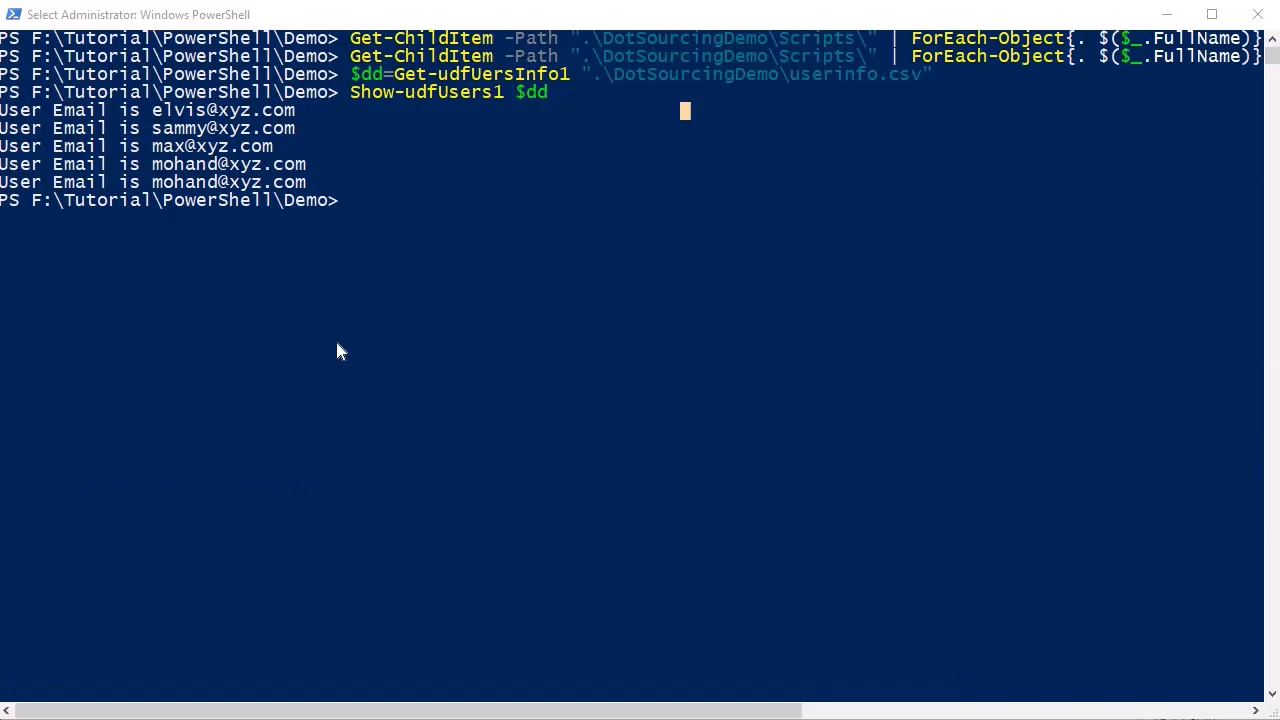 Select Administrator: Windows PowerShell
PS F:\Tutorial\PowerShell\Demo> Get-ChildItem -Path ".\DotSourcingDemo\Scripts\" | ForEach-Object{. $($_.FullName)}
PS F:\Tutorial\PowerShell\Demo> Get-ChildItem -Path ".\DotSourcingDemo\Scripts\" | ForEach-Object{. $($_.FullName)}
PS F:\Tutorial\PowerShell\Demo> $dd=Get-udfUersInfo1 ".\DotSourcingDemo\userinfo.csv"
PS F:\Tutorial\PowerShell\Demo> Show-udfUsers1 $dd
User Email is elvis@xyz.com
User Email is sammy@xyz.com
User Email is max@xyz.com
User Email is mohand@xyz.com
User Email is mohand@xyz.com
PS F:\Tutorial\PowerShell\Demo>